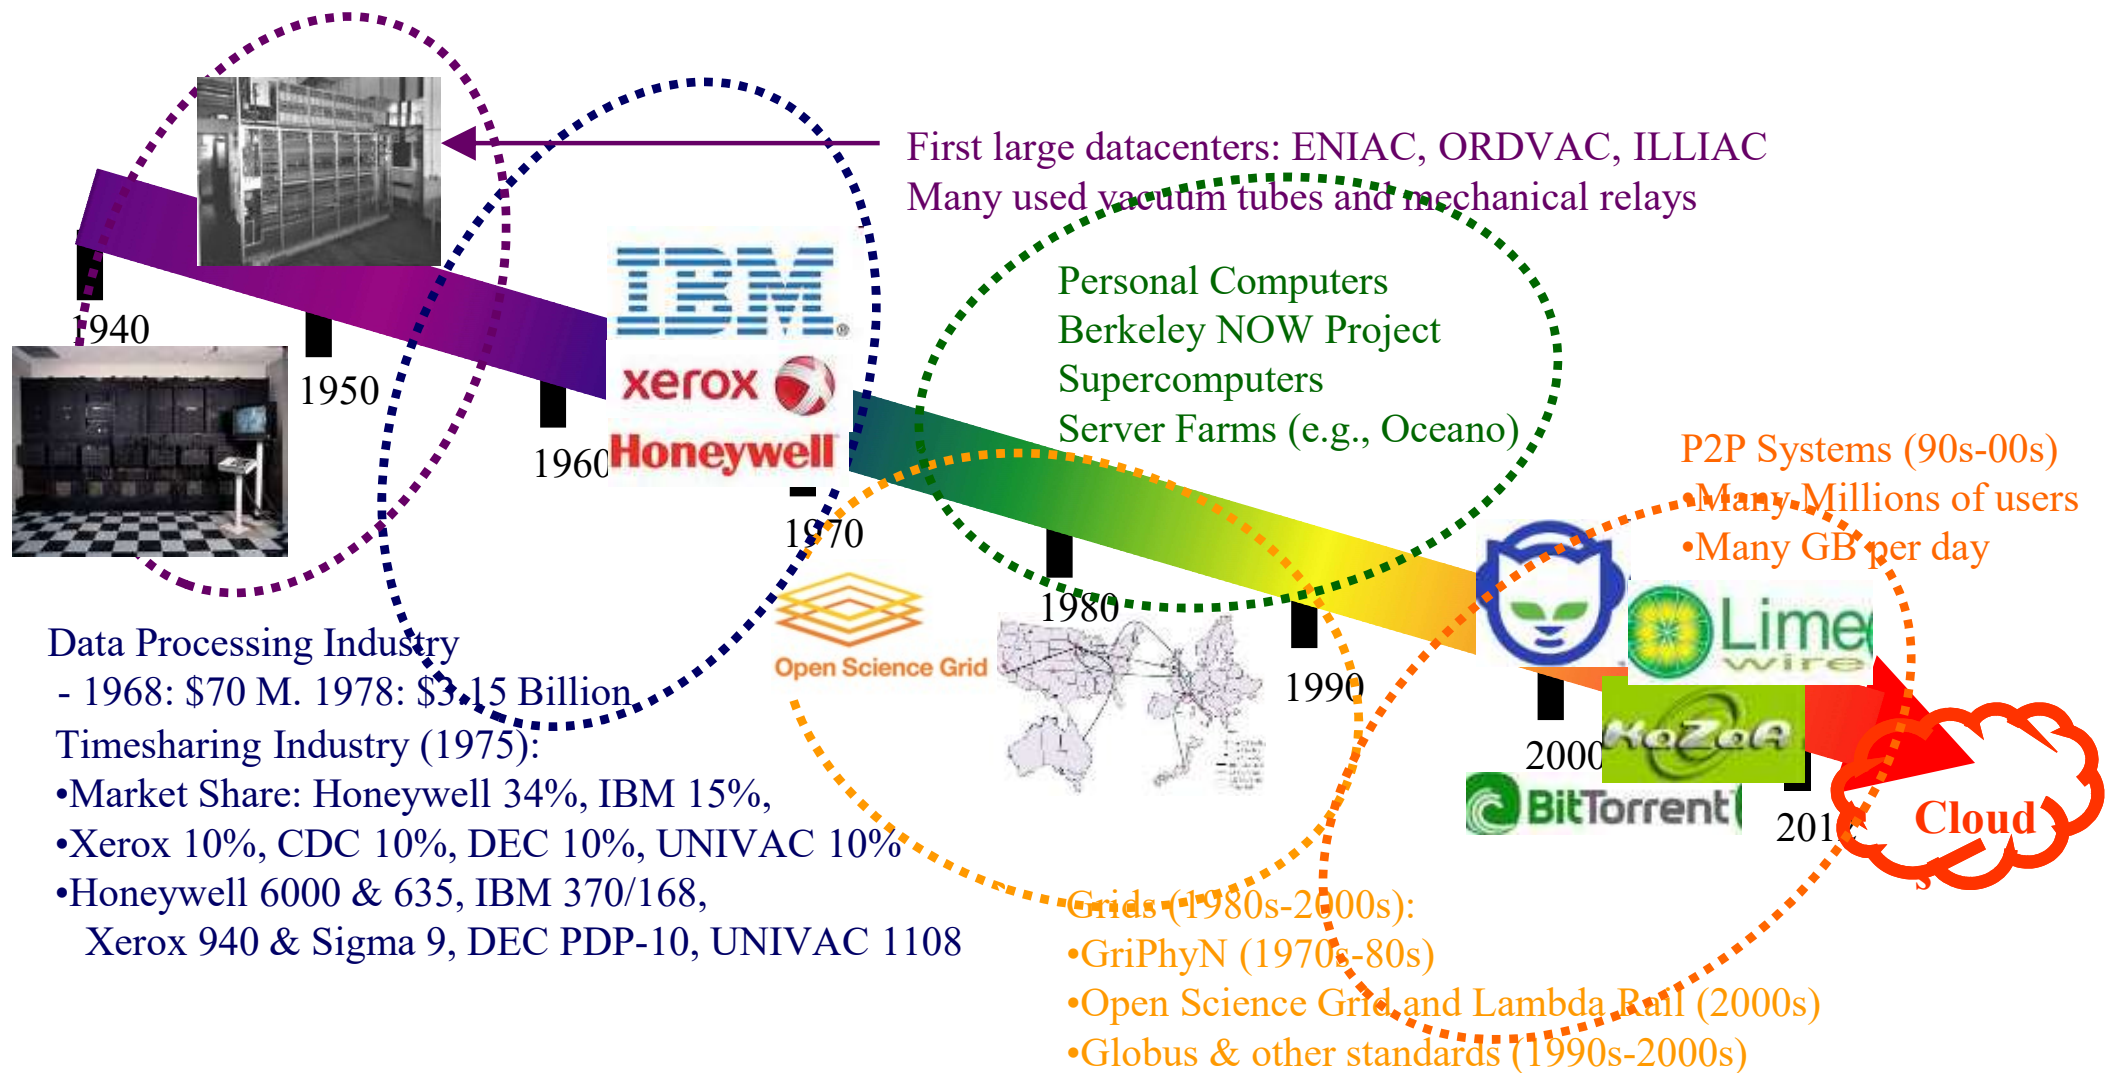 First large datacenters: ENIAC, ORDVAC, ILLIAC
Many used vacuum tubes and mechanical relays
1940
1950
1960
1970
1980
1990
2000
IBM
®
xerox
Honeywell
Personal Computers
Berkeley NOW Project
Supercomputers
Server Farms (e.g., Oceano)
P2P Systems (90s-00s)
•Many Millions of users
•Many GB per day
Open Science Grid
Lime
wire
KaZaA
BitTorrent
Clouds
Data Processing Industry
- 1968: $70 M. 1978: $3.15 Billion
Timesharing Industry (1975):
•Market Share: Honeywell 34%, IBM 15%,
•Xerox 10%, CDC 10%, DEC 10%, UNIVAC 10%
•Honeywell 6000 & 635, IBM 370/168,
Xerox 940 & Sigma 9, DEC PDP-10, UNIVAC 1108
Grids (1980s-2000s):
•GriPhyN (1970s-80s)
•Open Science Grid and Lambda Rail (2000s)
•Globus & other standards (1990s-2000s)